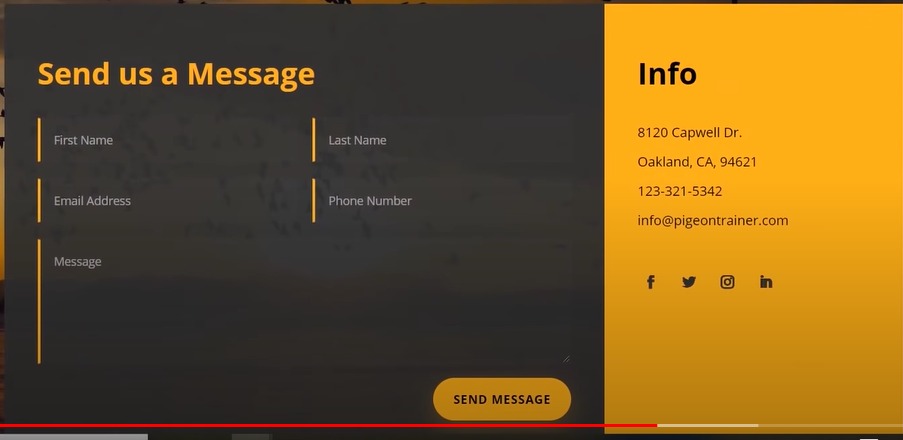 Send us a Message
First Name
Last Name
Email Address
Phone Number
Message
SEND MESSAGE
Info
8120 Capwell Dr.
Oakland, CA, 94621
123-321-5342
info@pigeontrainer.com